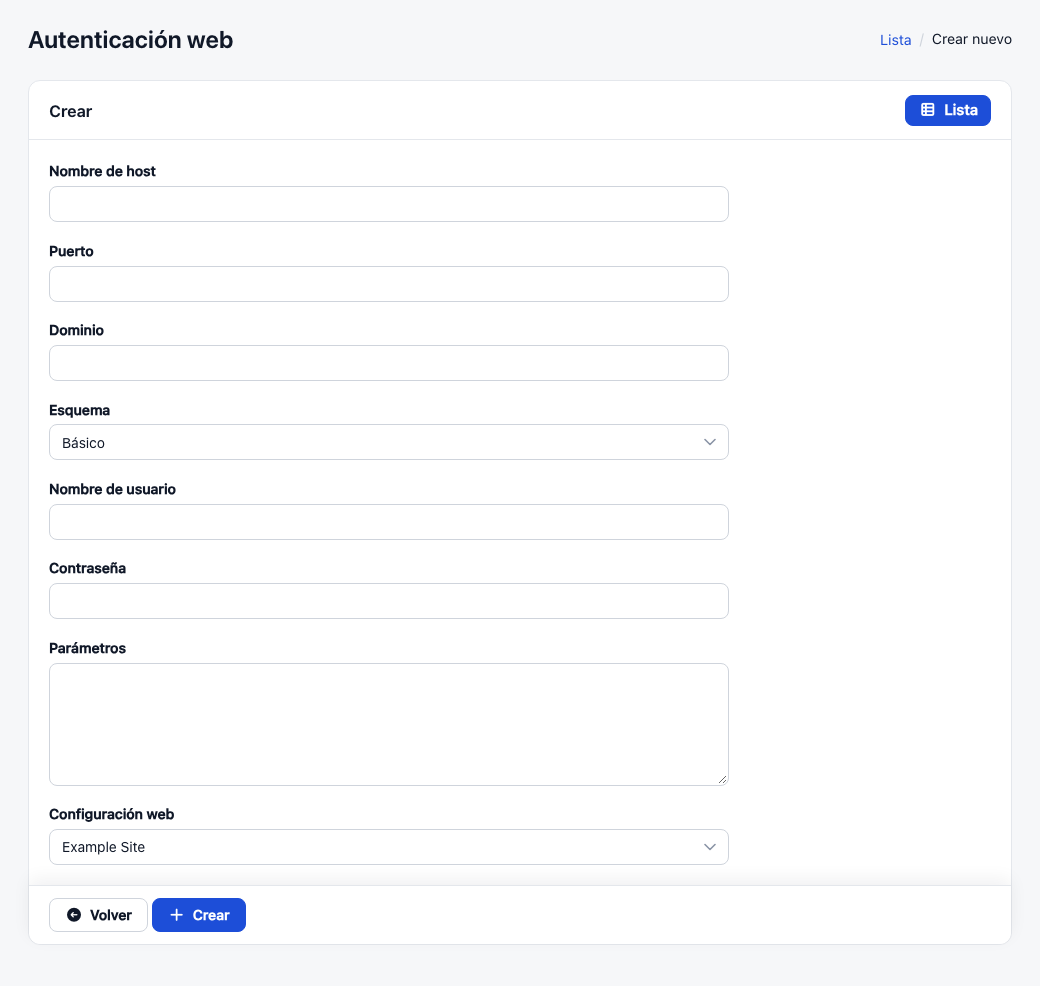 Autenticación web
Lista / Crear nuevo
Crear
Lista
Nombre de host
Puerto
Dominio
Esquema
Básico
Nombre de usuario
Contraseña
Parámetros
Configuración web
Example Site
Volver
Crear